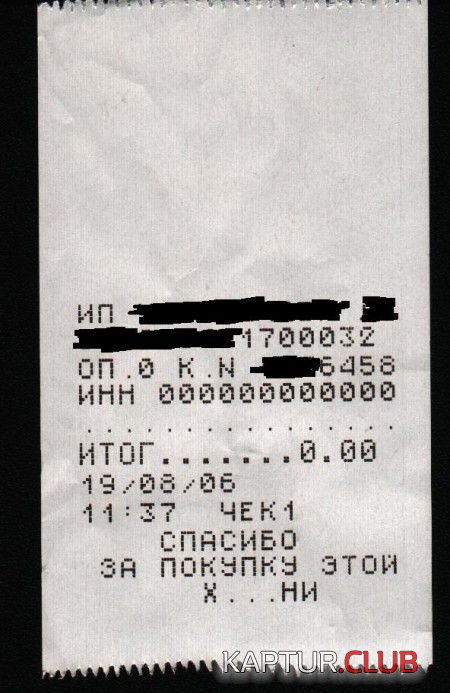 ИП
1700032
ОП.0 К.N 6458
ИНН 000000000000
.................
ИТОГ.......0.00
19/08/06
11:37 ЧЕК1
СПАСИБО
ЗА ПОКУПКУ ЭТОЙ
Х...НИ
KAPTUR.CLUB